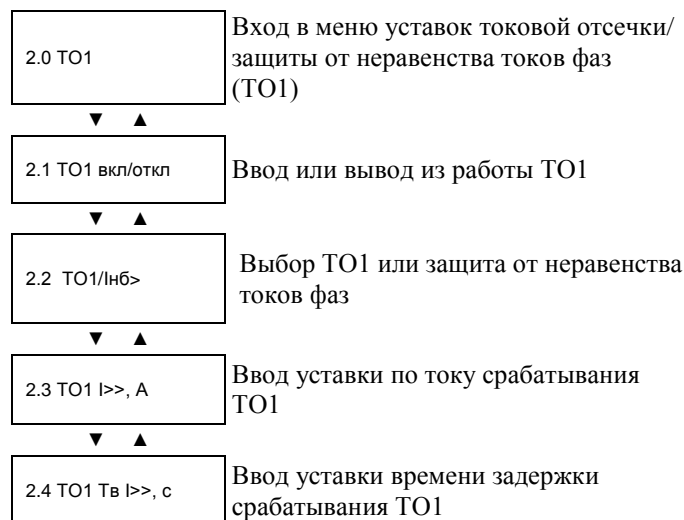 2.0 ТО1
Вход в меню уставок токовой отсечки/
защиты от неравенства токов фаз
(ТО1)
▼ ▲
2.1 ТО1 вкл/откл
Ввод или вывод из работы ТО1
▼ ▲
2.2 ТО1/Iнб>
Выбор ТО1 или защита от неравенства
токов фаз
▼ ▲
2.3 ТО1 I>>, А
Ввод уставки по току срабатывания
ТО1
▼ ▲
2.4 ТО1 Тв I>>, с
Ввод уставки времени задержки
срабатывания ТО1